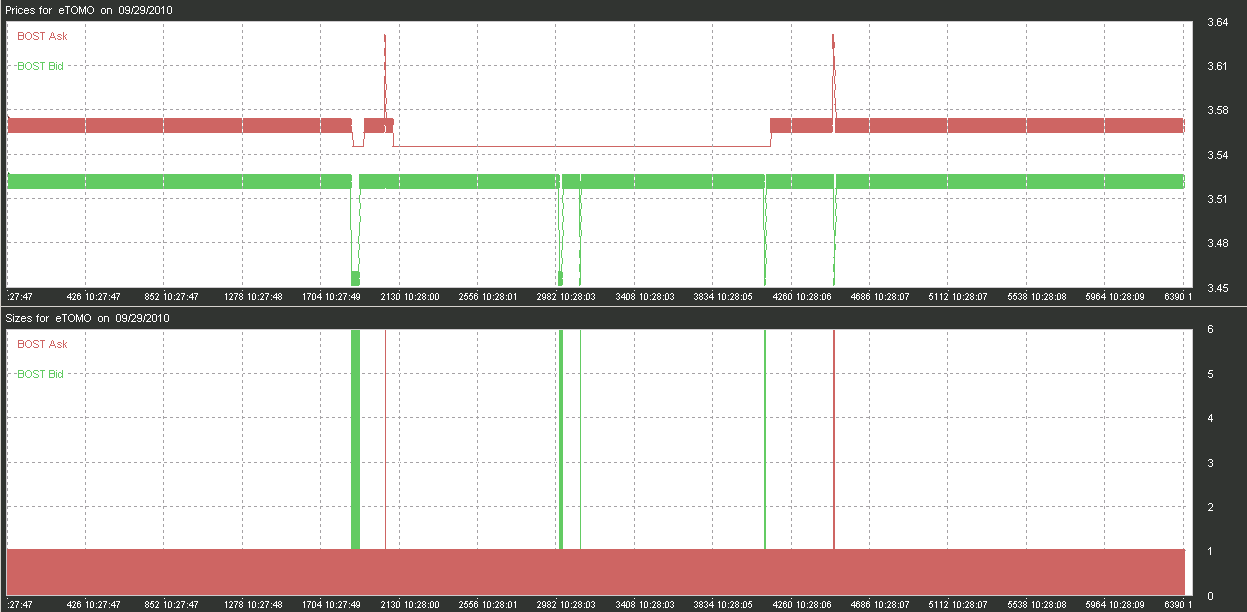 Prices for eTOMO on 09/29/2010
BOST Ask
BOST Bid
3.64
3.61
3.58
3.54
3.51
3.48
3.45
:27:47 426 10:27:47 852 10:27:47 1278 10:27:48 1704 10:27:49 2130 10:28:00 2556 10:28:01 2982 10:28:03 3408 10:28:03 3834 10:28:05 4260 10:28:06 4686 10:28:07 5112 10:28:07 5538 10:28:08 5964 10:28:09 6390 1
Sizes for eTOMO on 09/29/2010
BOST Ask
BOST Bid
6
5
4
3
2
1
0
:27:47 426 10:27:47 852 10:27:47 1278 10:27:48 1704 10:27:49 2130 10:28:00 2556 10:28:01 2982 10:28:03 3408 10:28:03 3834 10:28:05 4260 10:28:06 4686 10:28:07 5112 10:28:07 5538 10:28:08 5964 10:28:09 6390 1